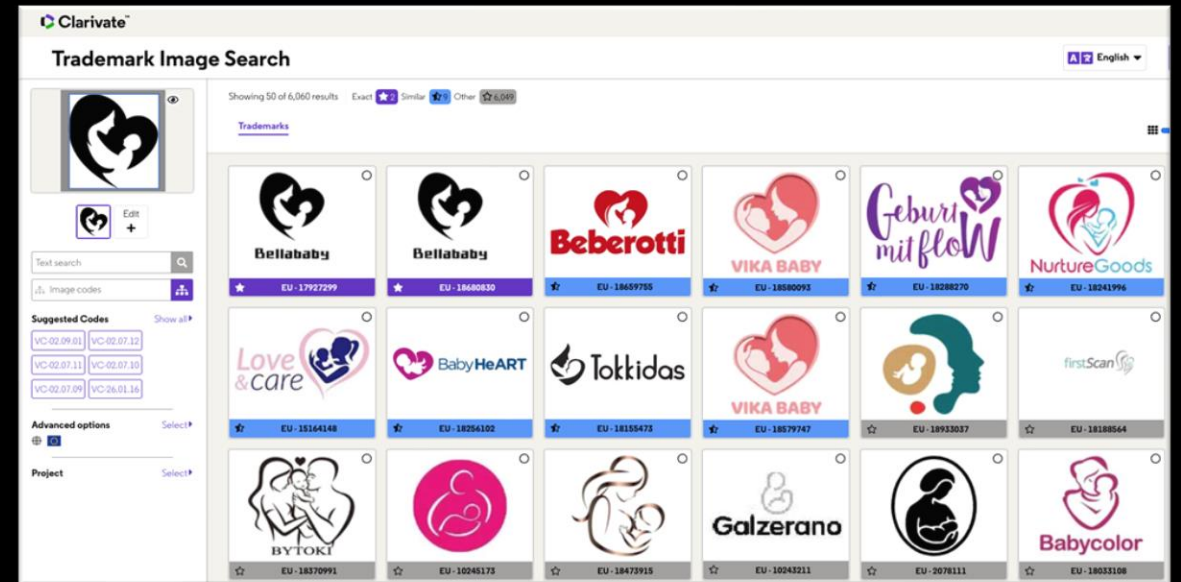 Clarivate™
Trademark Image Search
English
Showing 50 of 6,060 results Exact 2 Similar 9 Other 6,049
Trademarks
Edit
+
Text search
Image codes
Suggested Codes Show all
VC-02.09.01 VC-02.07.12
VC-02.07.11 VC-02.07.10
VC-02.07.09 VC-26.01.16
Advanced options Select
Project Select
Bellababy
EU - 17927299
Bellababy
EU - 18680830
Beberotti
EU - 18659755
VIKA BABY
EU - 18580093
Geburt
mit floW
EU - 18288270
NurtureGoods
EU - 18241996
Love
&care
EU - 15164148
BabyHeART
EU - 18256102
Tokkidas
EU - 18155473
VIKA BABY
EU - 18579747
EU - 18933037
firstScan
EU - 18188564
BYTOKI
EU - 18370991
EU - 10245173
EU - 18473915
Galzerano
EU - 10243211
EU - 2078111
Babycolor
EU - 18033108